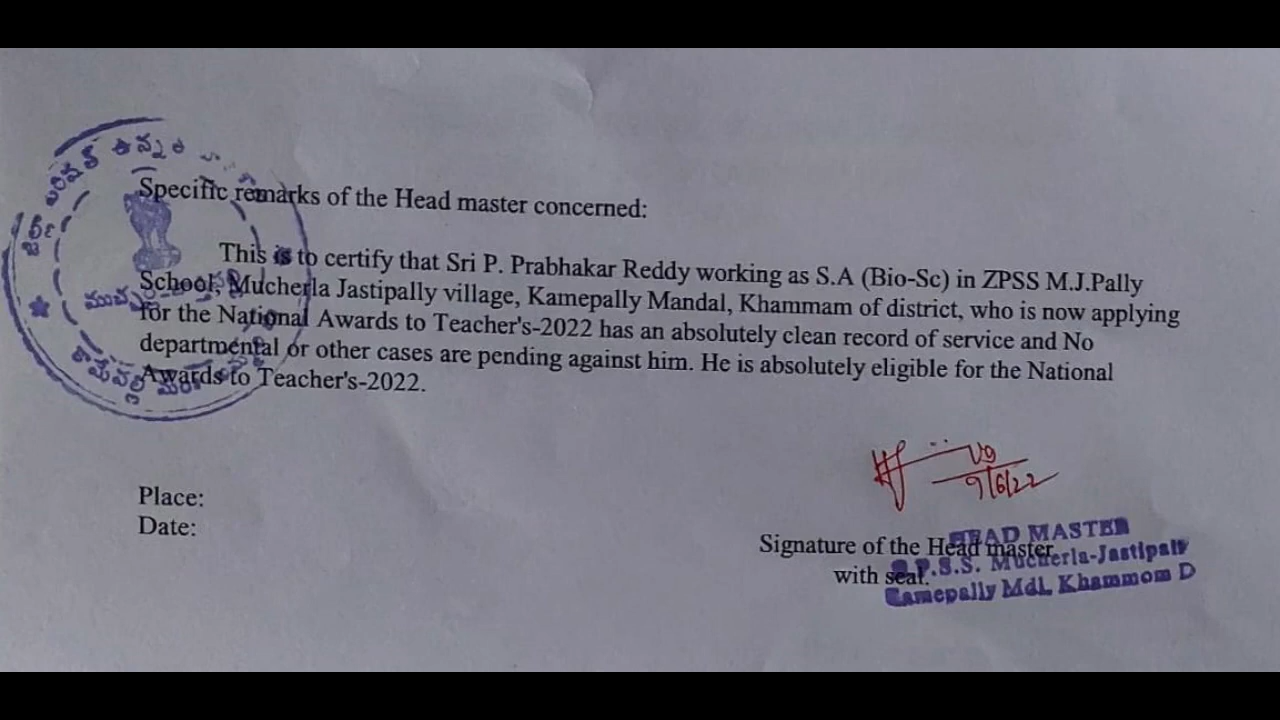 Specific remarks of the Head master concerned:
This is to certify that Sri P. Prabhakar Reddy working as S.A (Bio-Sc) in ZPSS M.J.Pally
School, Mucherla Jastipally village, Kamepally Mandal, Khammam of district, who is now applying
for the National Awards to Teacher's-2022 has an absolutely clean record of service and No
departmental or other cases are pending against him. He is absolutely eligible for the National
Awards to Teacher's-2022.
9/6/22
Place:
Date:
Signature of the Head master
with seal.
HEAD MASTER
P.S.S. Mucherla-Jastipally
Kamepally Mdl, Khammom D